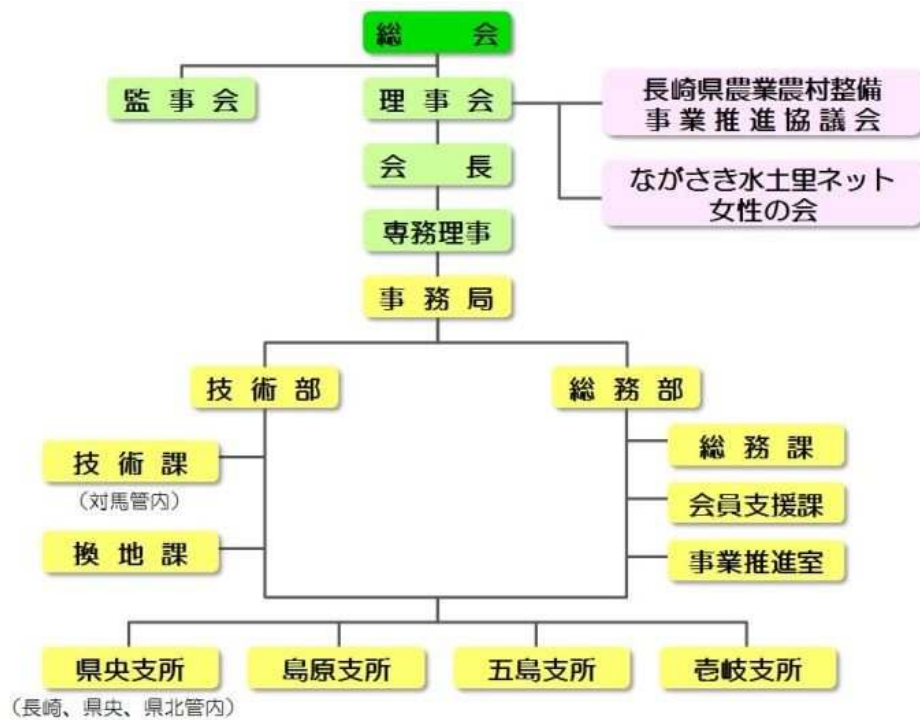 総会
監事会
理事会
長崎県農業農村整備
事業推進協議会
会長
ながさき水土里ネット
女性の会
専務理事
事務局
技術部
総務部
技術課
（対馬管内）
総務課
会員支援課
換地課
事業推進室
県央支所
島原支所
五島支所
壱岐支所
（長崎、県央、県北管内）